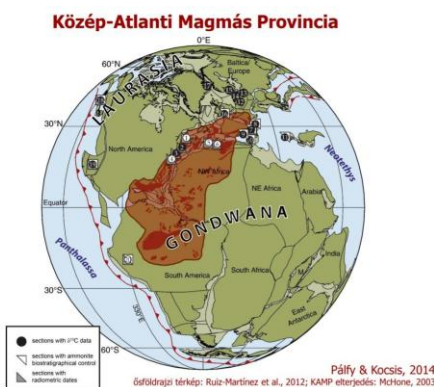 Közép-Atlanti Magmás Provincia
0°E
60°N
Baltica/
Europe
LAURASIA
30°N
North America
NW Africa
Neotethys
NE Africa
Arabia
Equator
GONDWANA
Panthalassa
India
South America
South Africa
M
30°S
East
Antarctica
330°E
60°S
sections with δ¹³C data
sections with ammonite
biostratigraphical control
sections with
radiometric dates
Pálfy & Kocsis, 2014
ősföldrajzi térkép: Ruiz-Martínez et al., 2012; KAMP elterjedés: McHone, 2003